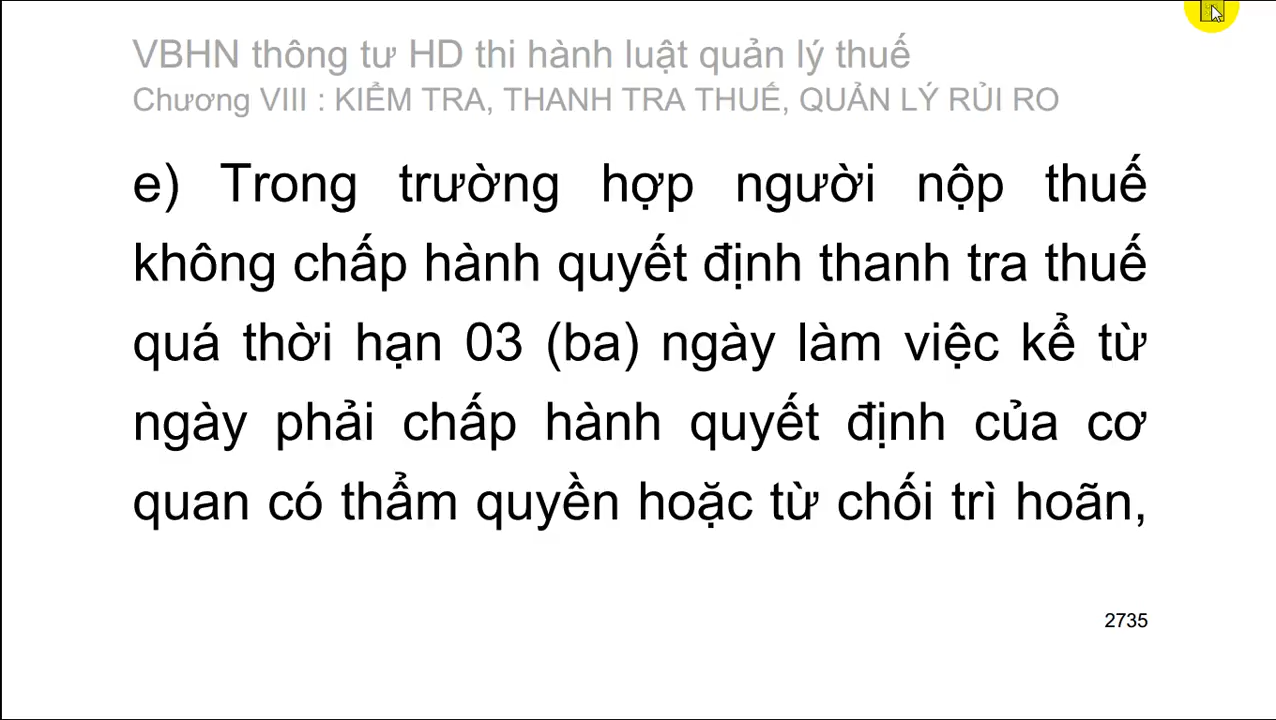 VBHN thông tư HD thi hành luật quản lý thuế
Chương VIII : KIỂM TRA, THANH TRA THUẾ, QUẢN LÝ RỦI RO
e) Trong trường hợp người nộp thuế
không chấp hành quyết định thanh tra thuế
quá thời hạn 03 (ba) ngày làm việc kể từ
ngày phải chấp hành quyết định của cơ
quan có thẩm quyền hoặc từ chối trì hoãn,
2735